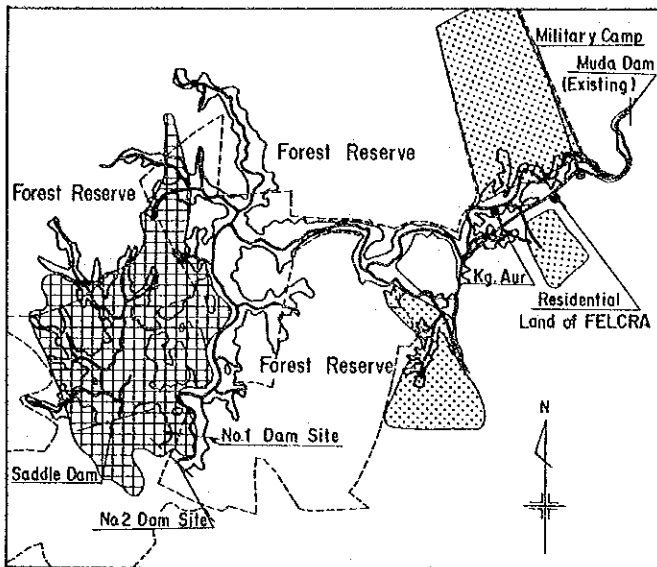 Military Camp
Muda Dam
(Existing)
Forest Reserve
Forest Reserve
Kg. Aur
Residential
Land of FELCRA
Forest Reserve
No.1 Dam Site
Saddle Dam
No.2 Dam Site
N